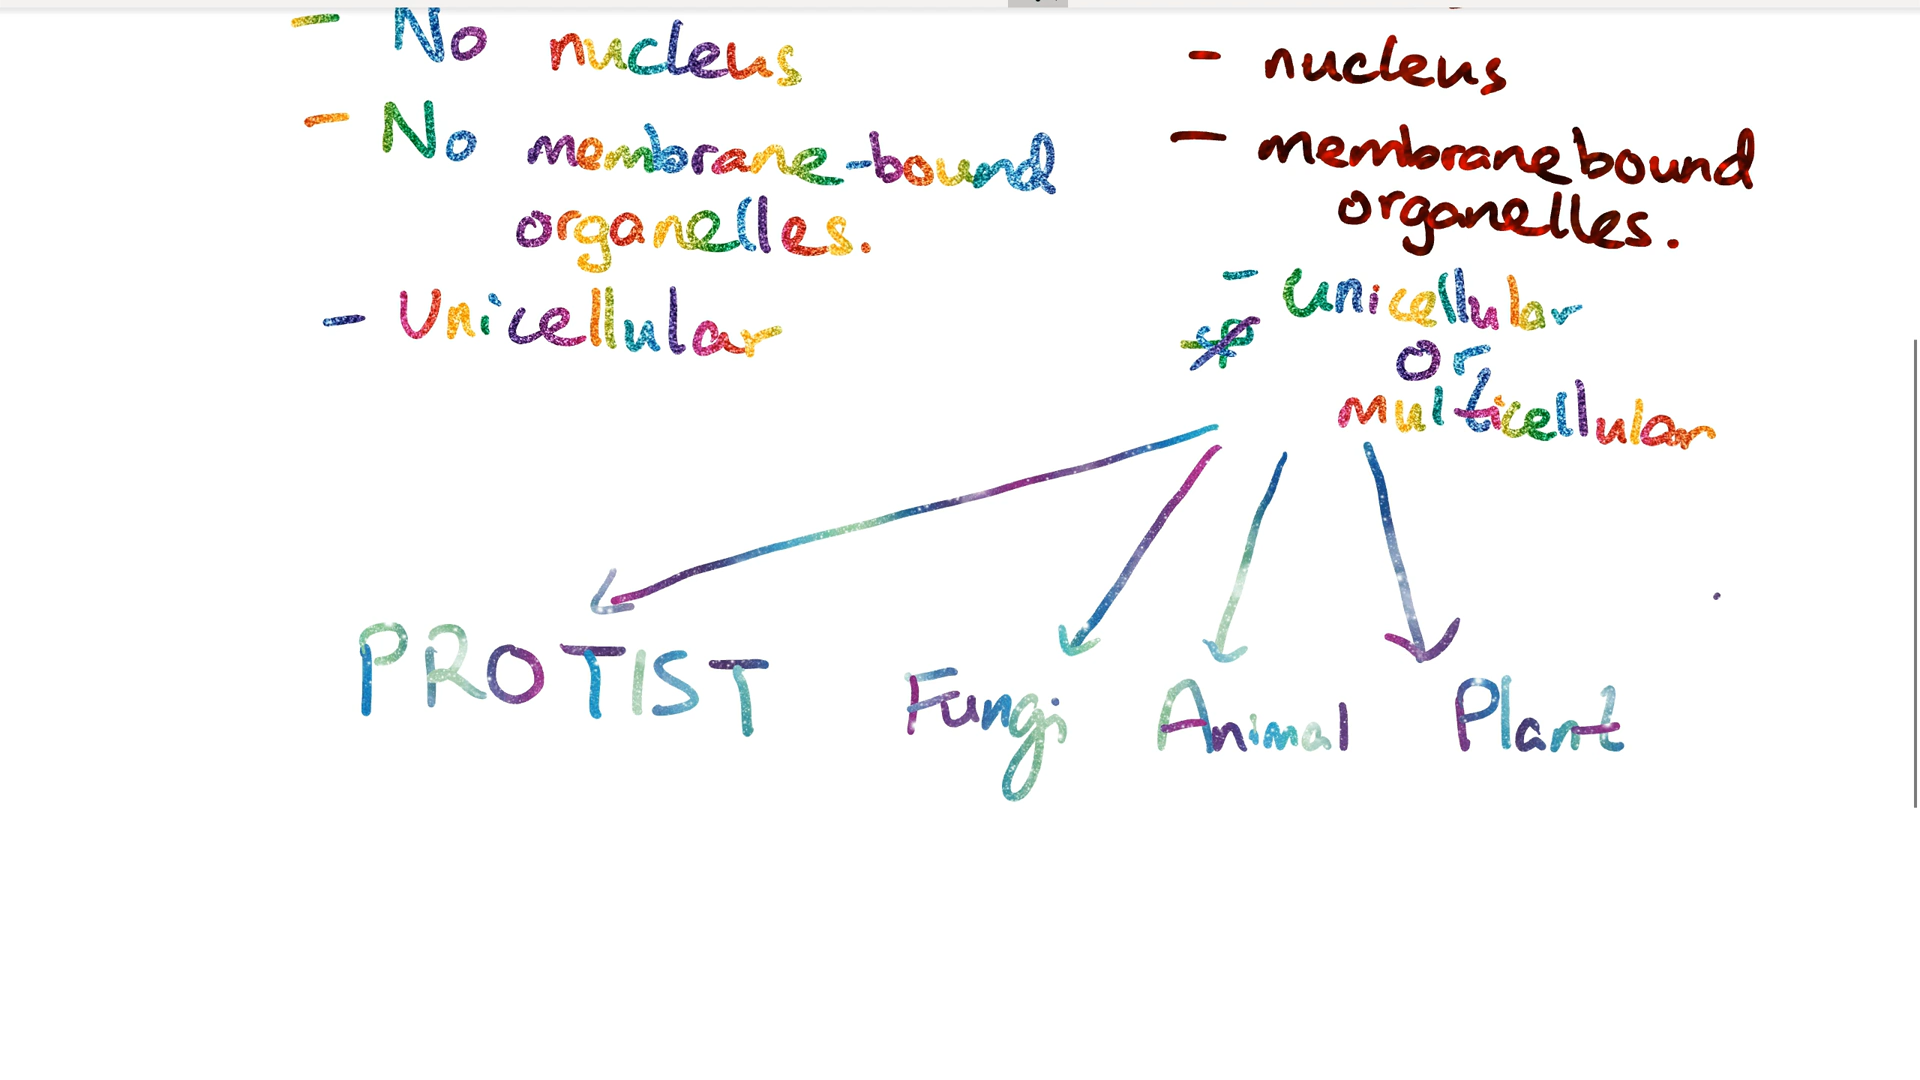 - No nucleus
- No membrane-bound
organelles.
- Unicellular
- nucleus
- membrane bound
organelles.
- unicellular
or
multicellular
PROTIST
Fungi
Animal
Plant